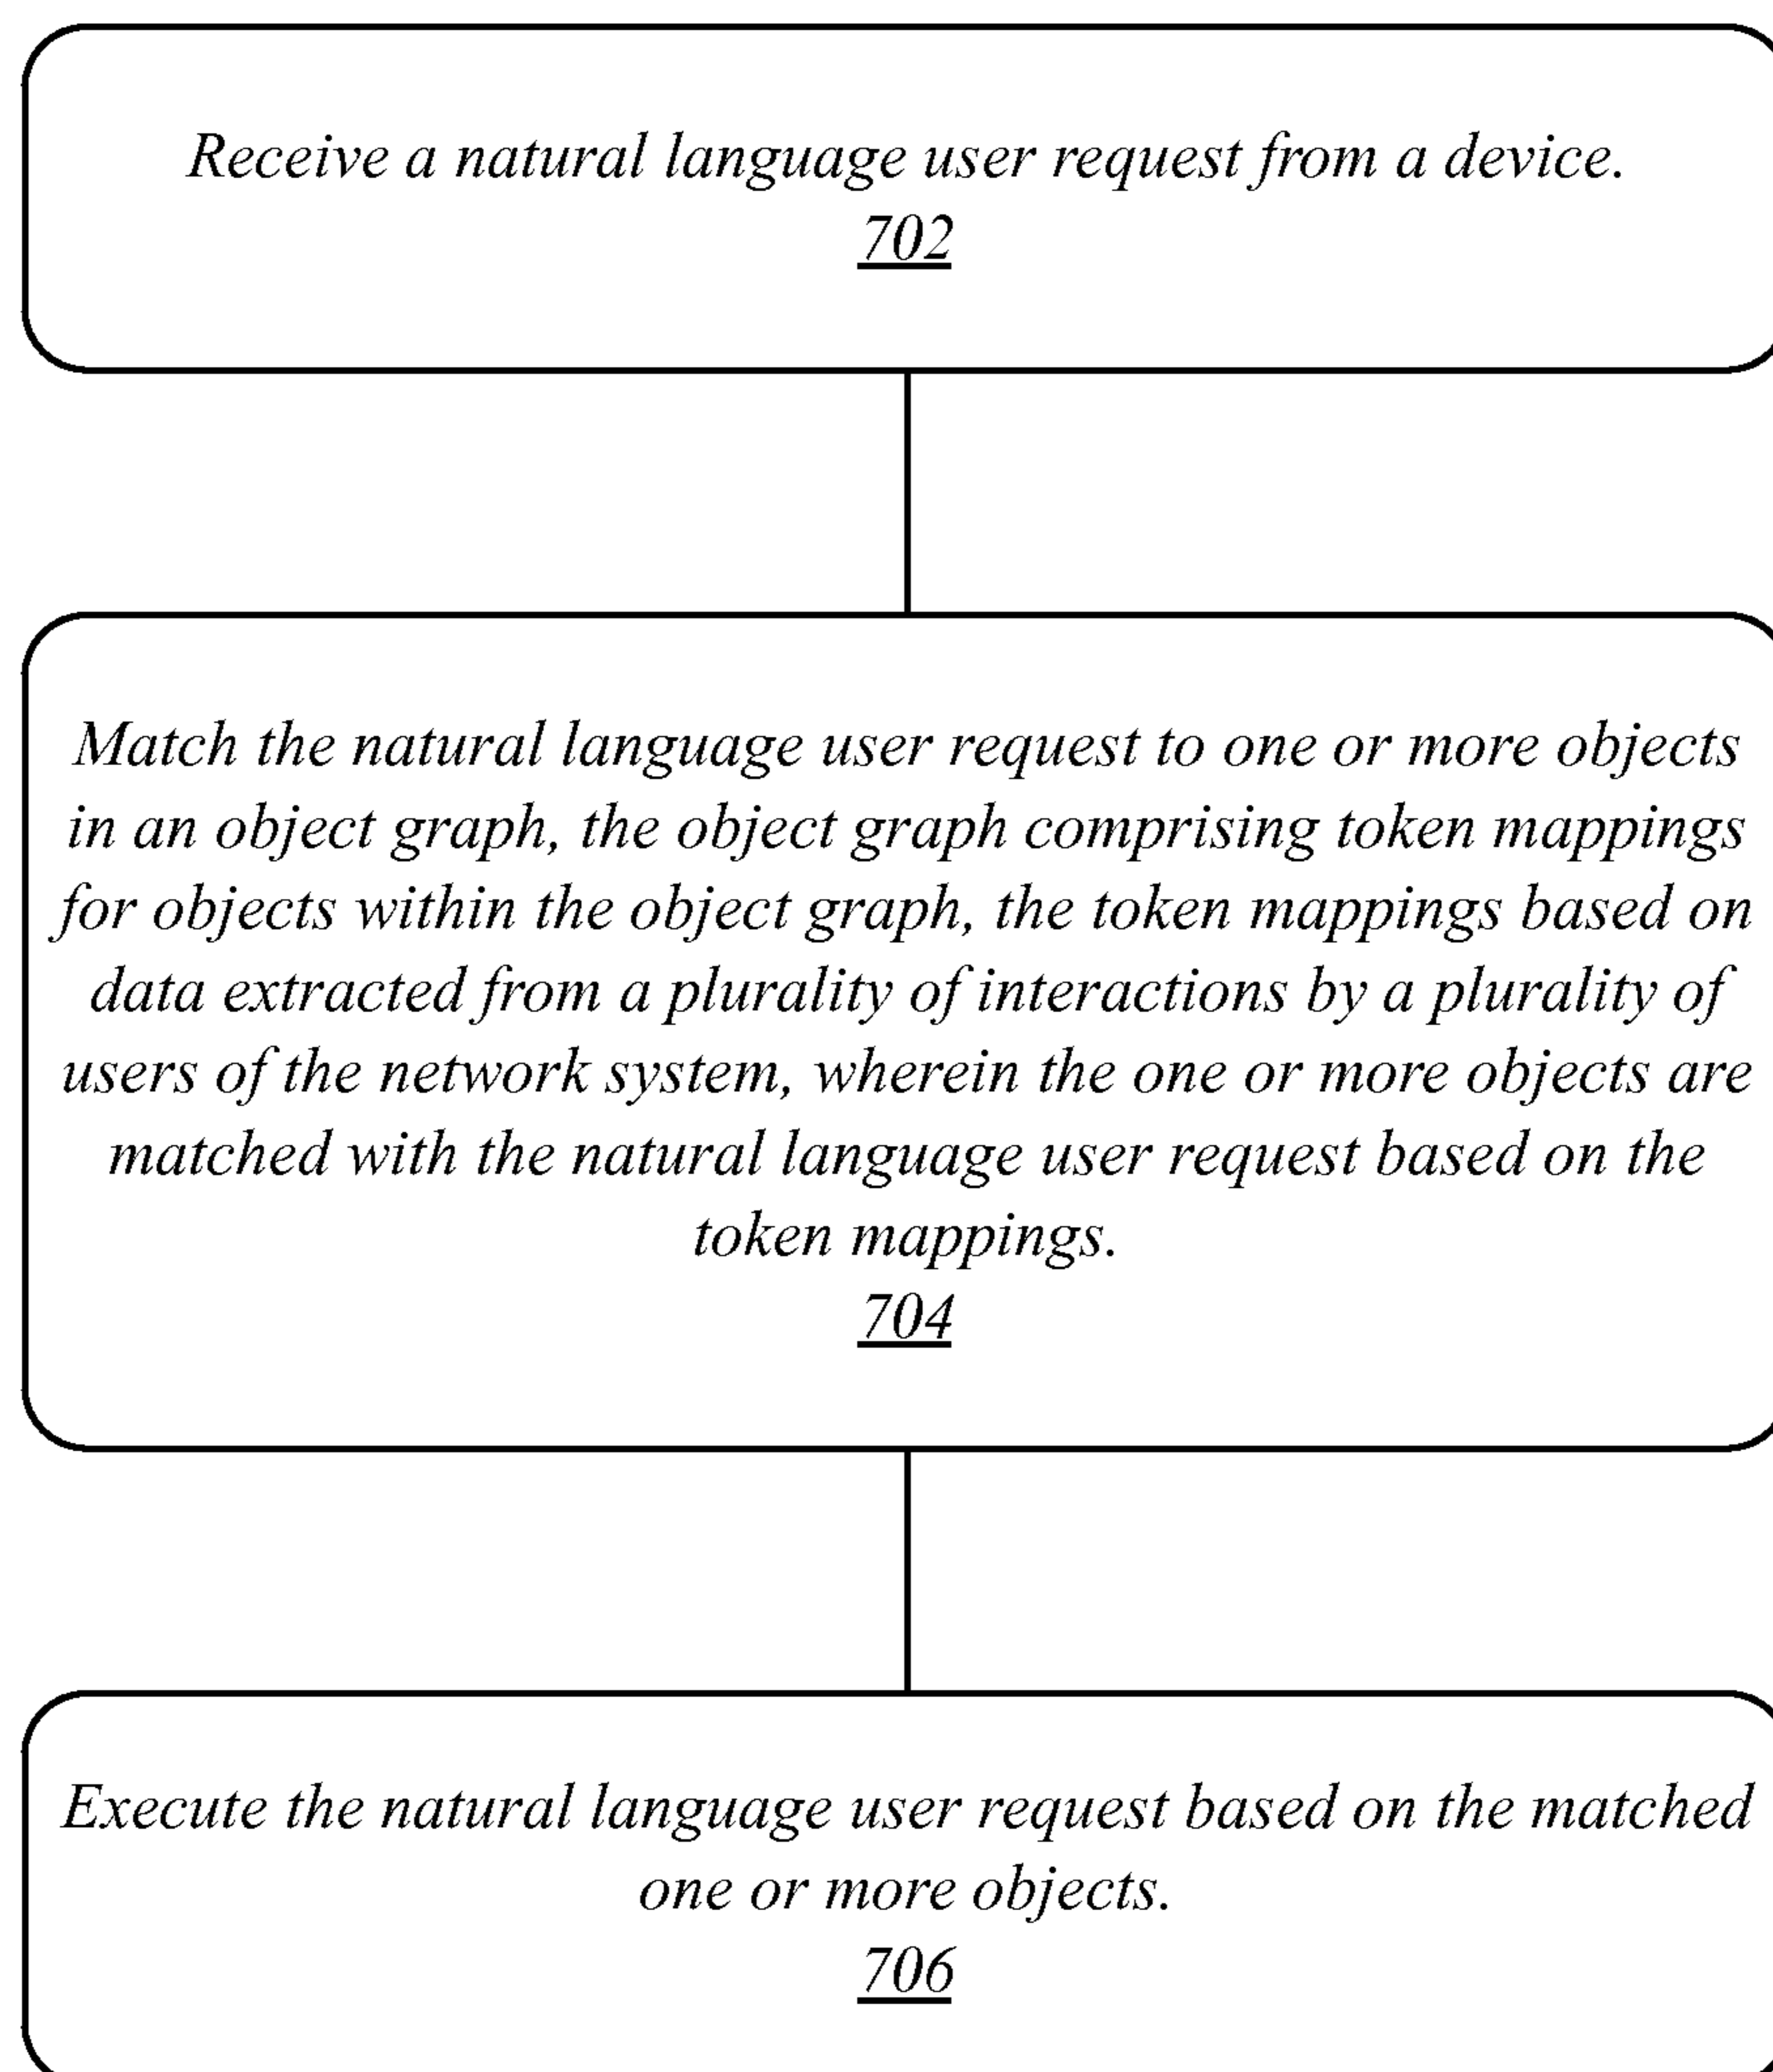 Receive a natural language user request from a device.
702
Match the natural language user request to one or more objects
in an object graph, the object graph comprising token mappings
for objects within the object graph, the token mappings based on
data extracted from a plurality of interactions by a plurality of
users of the network system, wherein the one or more objects are
matched with the natural language user request based on the
token mappings.
704
Execute the natural language user request based on the matched
one or more objects.
706